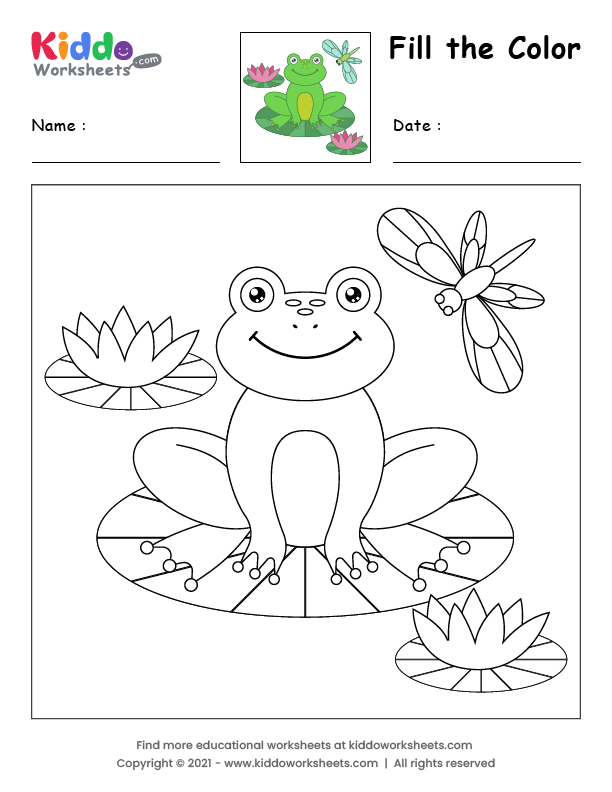 Kiddo
Worksheets.com
Fill the Color
Name :
Date :
Find more educational worksheets at kiddoworksheets.com
Copyright © 2021 - www.kiddoworksheets.com | All rights reserved